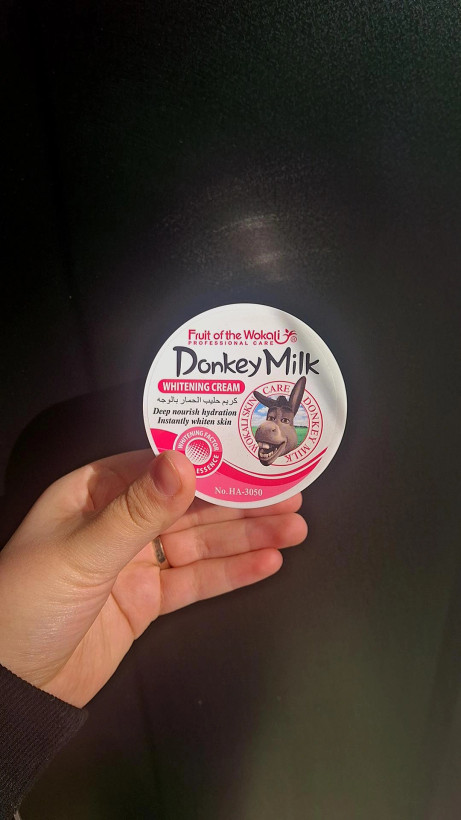 Fruit of the Wokali
PROFESSIONAL CARE
Donkey Milk
WHITENING CREAM
كريم حليب الحمار بالوجه
Deep nourish hydration
Instantly whiten skin
WHITENING FACTOR
ESSENCE
WOKALI SKIN CARE DONKEY MILK
No.HA-3050